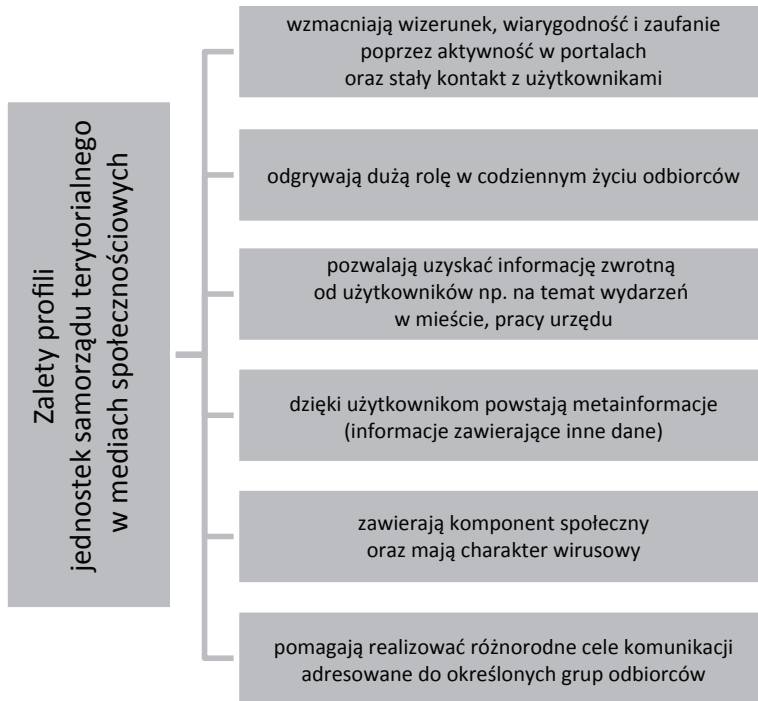 Zalety profili
jednostek samorządu terytorialnego
w mediach społecznościowych
wzmacniają wizerunek, wiarygodność i zaufanie
poprzez aktywność w portalach
oraz stały kontakt z użytkownikami
odgrywają dużą rolę w codziennym życiu odbiorców
pozwalają uzyskać informację zwrotną
od użytkowników np. na temat wydarzeń
w mieście, pracy urzędu
dzięki użytkownikom powstają metainformacje
(informacje zawierające inne dane)
zawierają komponent społeczny
oraz mają charakter wirusowy
pomagają realizować różnorodne cele komunikacji
adresowane do określonych grup odbiorców